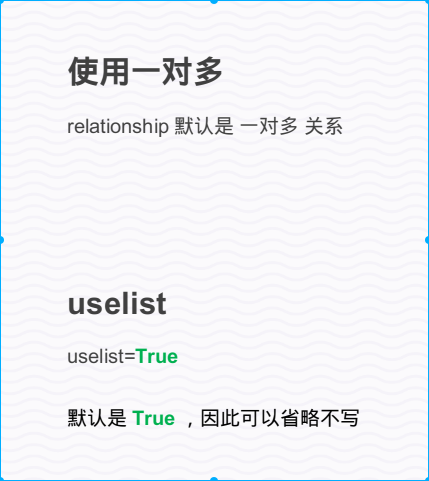 使用一对多
relationship 默认是 一对多 关系
uselist
uselist=True
默认是 True ，因此可以省略不写